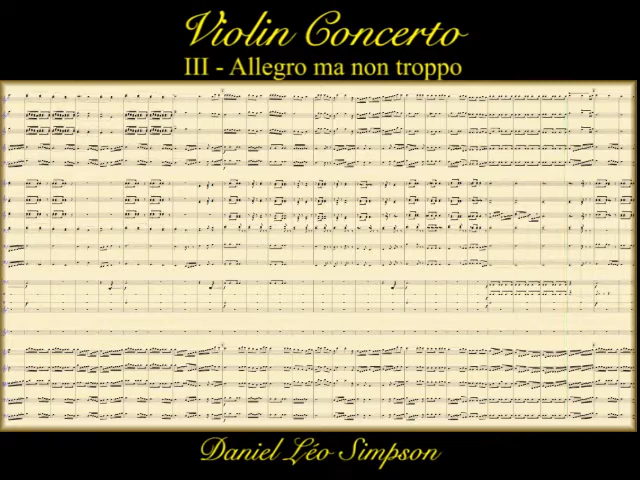 Violin Concerto
III - Allegro ma non troppo
Daniel Léo Simpson